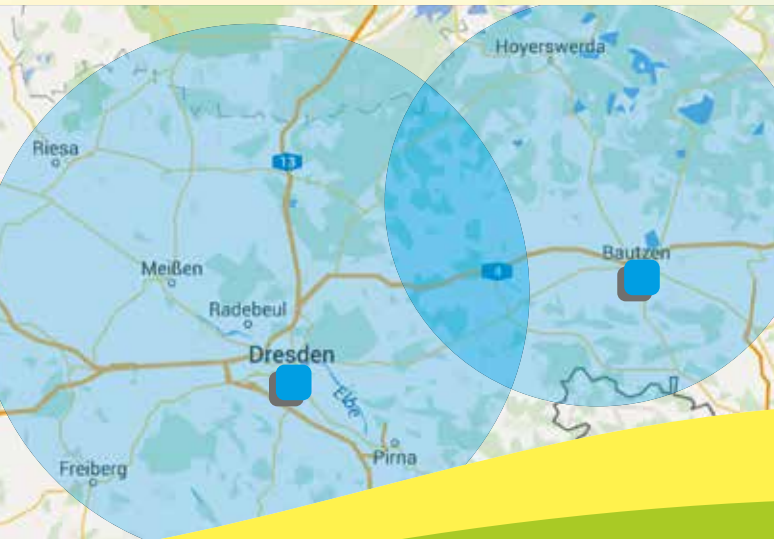 Hoyerswerda
Riesa
13
Bautzen
Meißen
4
Radebeul
Dresden
Elbe
Pirna
Freiberg